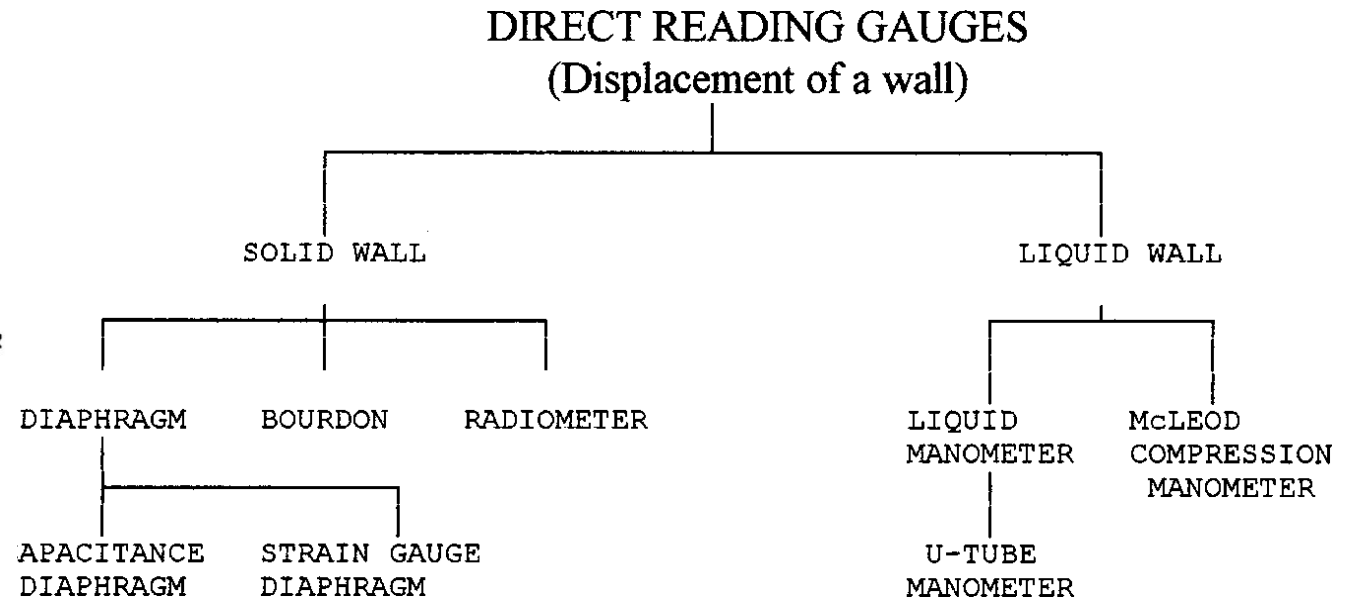 DIRECT READING GAUGES
(Displacement of a wall)
SOLID WALL
LIQUID WALL
DIAPHRAGM
BOURDON
RADIOMETER
LIQUID
MANOMETER
McLEOD
COMPRESSION
MANOMETER
APACITANCE
DIAPHRAGM
STRAIN GAUGE
DIAPHRAGM
U-TUBE
MANOMETER